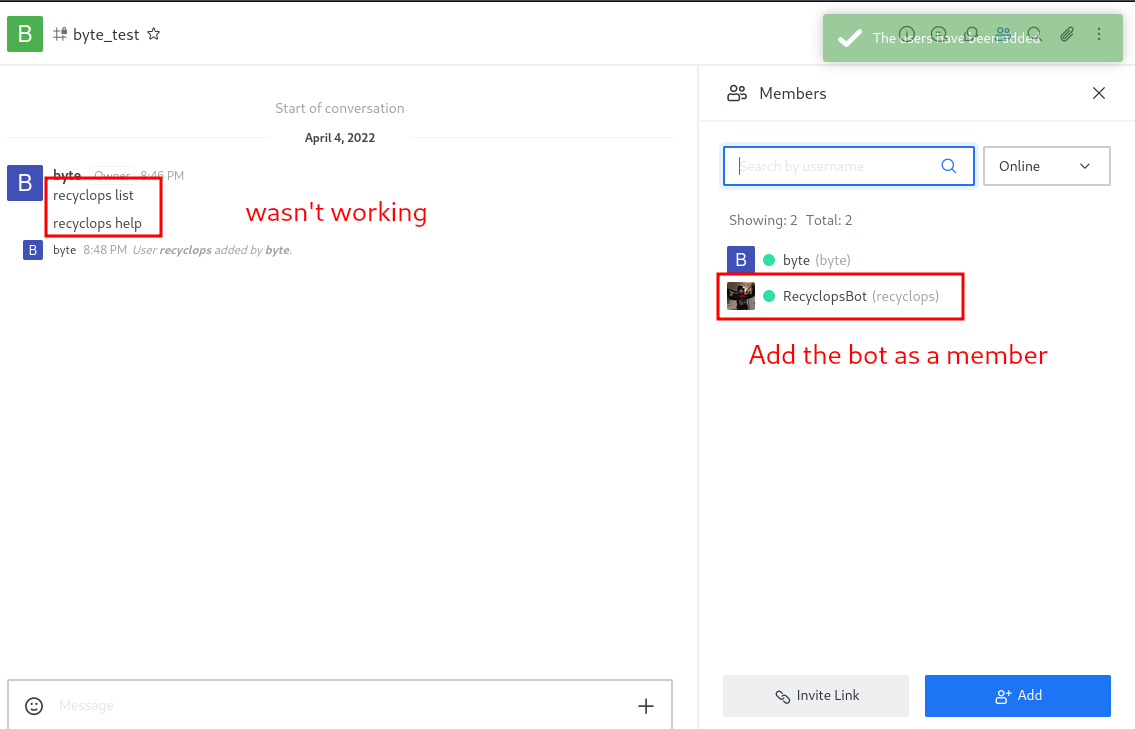 B byte_test
The users have been added
Start of conversation
Members
April 4, 2022
Search by username
Online
B byte Owner 8:46 PM
recyclops list
recyclops help
wasn't working
Showing: 2 Total: 2
B byte 8:48 PM User recyclops added by byte.
B byte (byte)
RecyclopsBot (recyclops)
Add the bot as a member
Message
Invite Link
Add